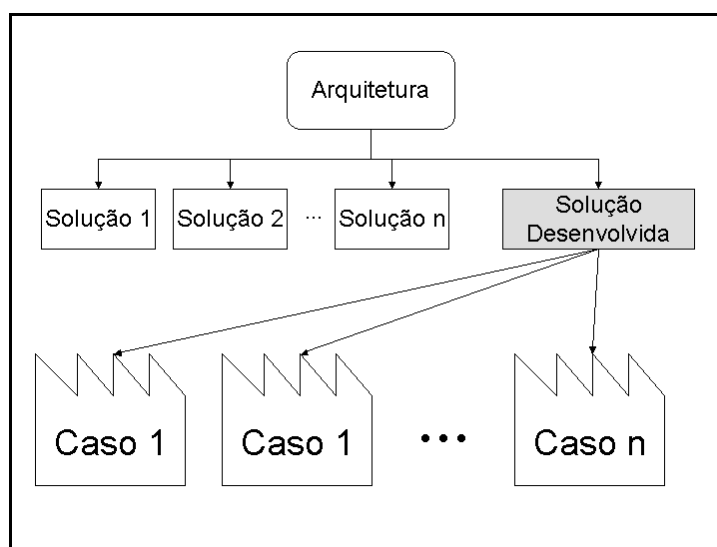 Arquitetura
Solução 1
Solução 2
...
Solução n
Solução
Desenvolvida
Caso 1
Caso 1
...
Caso n